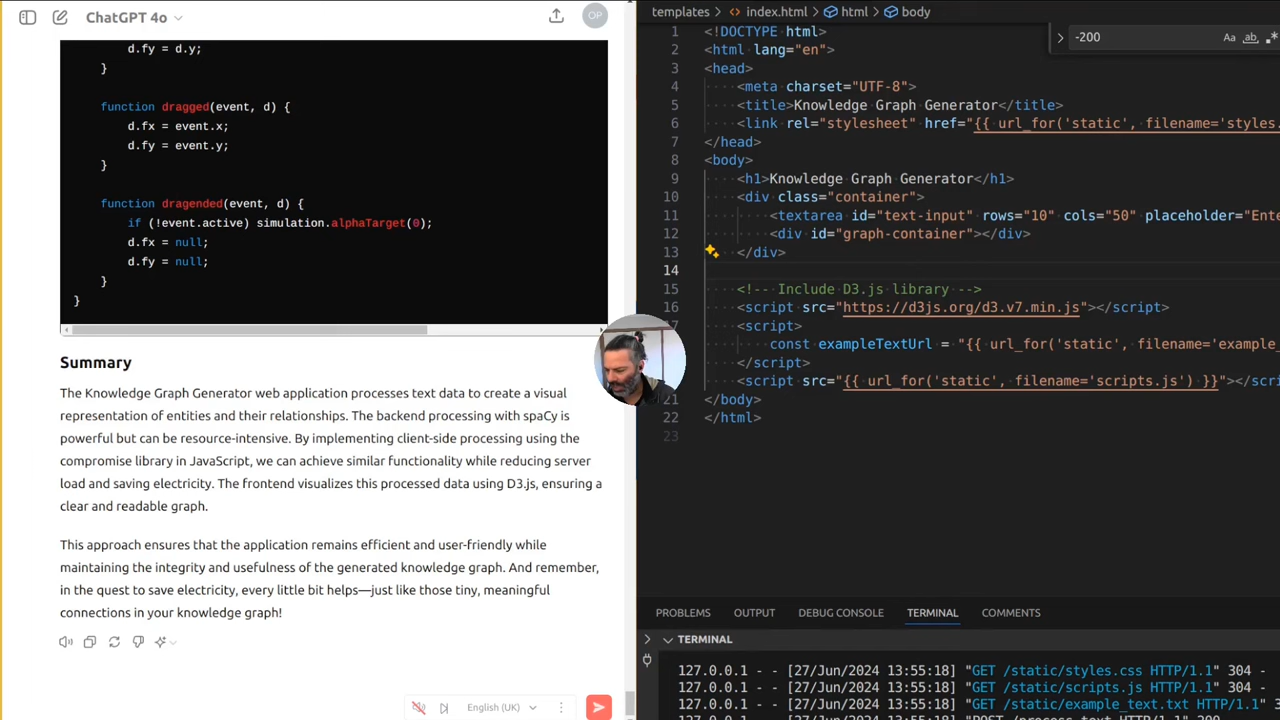 ChatGPT 4o
OP
d.fy = d.y;
}
function dragged(event, d) {
d.fx = event.x;
d.fy = event.y;
}
function dragended(event, d) {
if (!event.active) simulation.alphaTarget(0);
d.fx = null;
d.fy = null;
}
}
Summary
The Knowledge Graph Generator web application processes text data to create a visual
representation of entities and their relationships. The backend processing with spaCy is
powerful but can be resource-intensive. By implementing client-side processing using the
compromise library in JavaScript, we can achieve similar functionality while reducing server
load and saving electricity. The frontend visualizes this processed data using D3.js, ensuring a
clear and readable graph.
This approach ensures that the application remains efficient and user-friendly while
maintaining the integrity and usefulness of the generated knowledge graph. And remember,
in the quest to save electricity, every little bit helps—just like those tiny, meaningful
connections in your knowledge graph!
English (UK)
templates > index.html > html > body
-200
Aa ab
1 <!DOCTYPE html>
2 <html lang="en">
3 <head>
4 <meta charset="UTF-8">
5 <title>Knowledge Graph Generator</title>
6 <link rel="stylesheet" href="{{ url_for('static', filename='styles.
7 </head>
8 <body>
9 <h1>Knowledge Graph Generator</h1>
10 <div class="container">
11 <textarea id="text-input" rows="10" cols="50" placeholder="Ente
12 <div id="graph-container"></div>
13 </div>
14
15 <!-- Include D3.js library -->
16 <script src="https://d3js.org/d3.v7.min.js"></script>
<script>
const exampleTextUrl = "{{ url_for('static', filename='example_
</script>
<script src="{{ url_for('static', filename='scripts.js') }}"></scri
21 </body>
22 </html>
23
PROBLEMS OUTPUT DEBUG CONSOLE TERMINAL COMMENTS
TERMINAL
127.0.0.1 - - [27/Jun/2024 13:55:18] "GET /static/styles.css HTTP/1.1" 304 -
127.0.0.1 - - [27/Jun/2024 13:55:18] "GET /static/scripts.js HTTP/1.1" 304 -
127.0.0.1 - - [27/Jun/2024 13:55:18] "GET /static/example_text.txt HTTP/1.1"